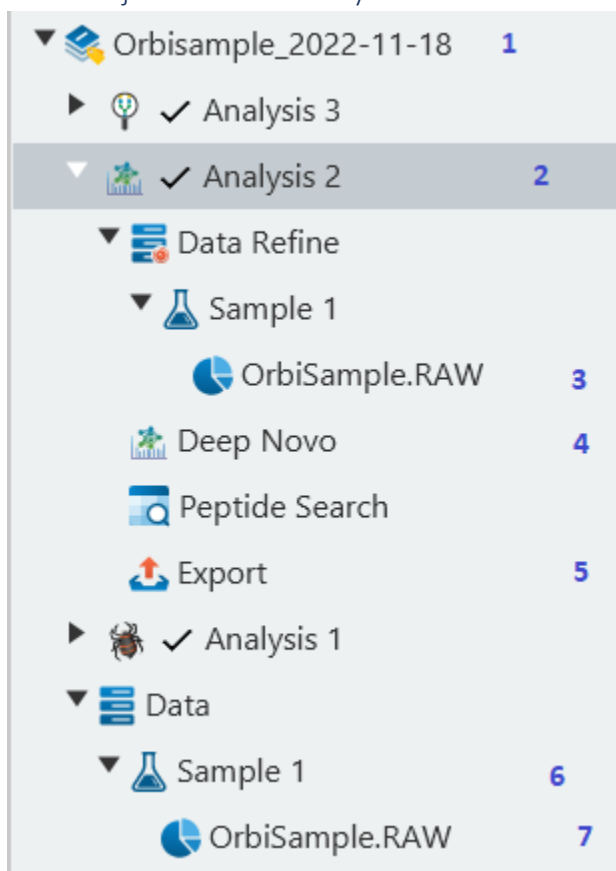 Orbisample_2022-11-18 1
Analysis 3
Analysis 2 2
Data Refine
Sample 1
OrbiSample.RAW 3
Deep Novo 4
Peptide Search
Export 5
Analysis 1
Data
Sample 1 6
OrbiSample.RAW 7